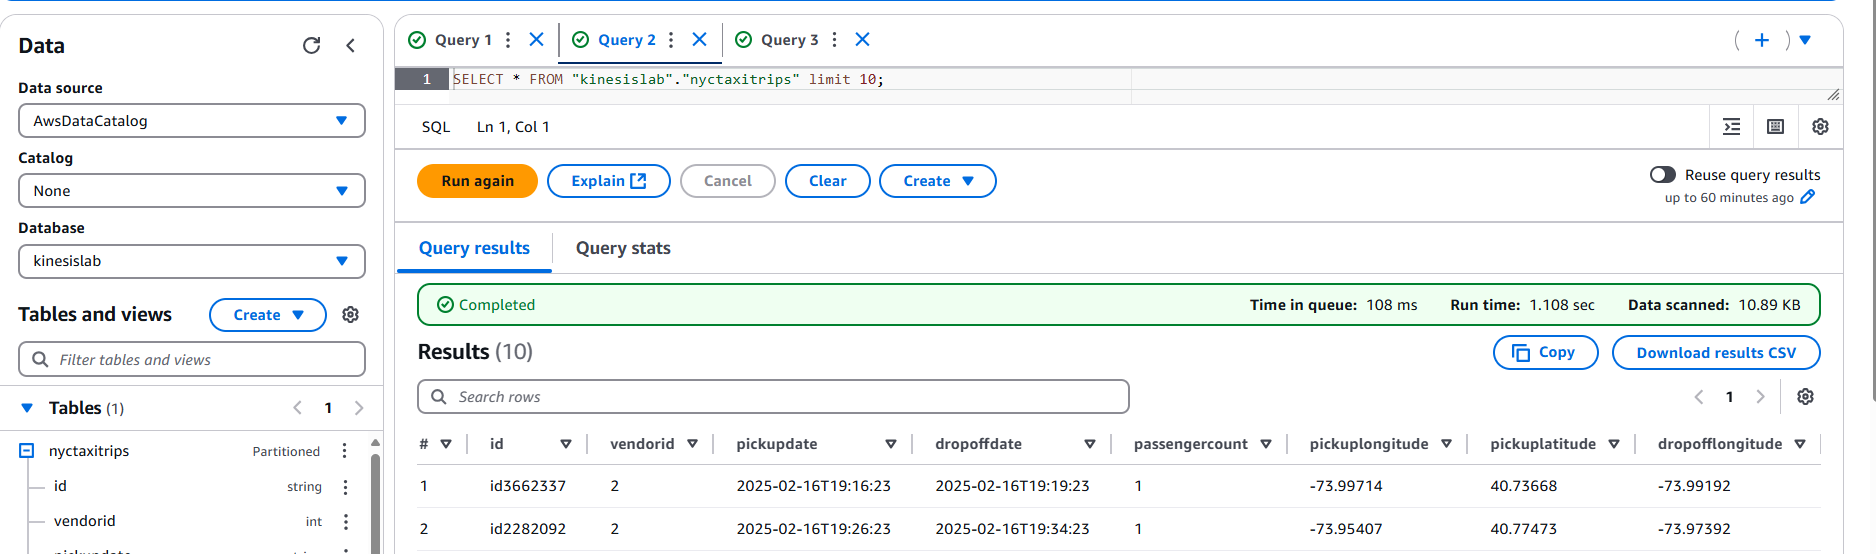 Data
Data source
AwsDataCatalog
Catalog
None
Database
kinesislab
Tables and views
Create
Filter tables and views
Tables (1)
1
nyctaxitrips Partitioned
id string
vendorid int
pickupdate string
Query 1
Query 2
Query 3
1 SELECT * FROM "kinesislab"."nyctaxitrips" limit 10;
SQL Ln 1, Col 1
Run again Explain Cancel Clear Create
Reuse query results
up to 60 minutes ago
Query results Query stats
Completed Time in queue: 108 ms Run time: 1.108 sec Data scanned: 10.89 KB
Results (10) Copy Download results CSV
Search rows 1
# id vendorid pickupdate dropoffdate passengercount pickuplongitude pickuplatitude dropofflongitude
1 id3662337 2 2025-02-16T19:16:23 2025-02-16T19:19:23 1 -73.99714 40.73668 -73.99192
2 id2282092 2 2025-02-16T19:26:23 2025-02-16T19:34:23 1 -73.95407 40.77473 -73.97392